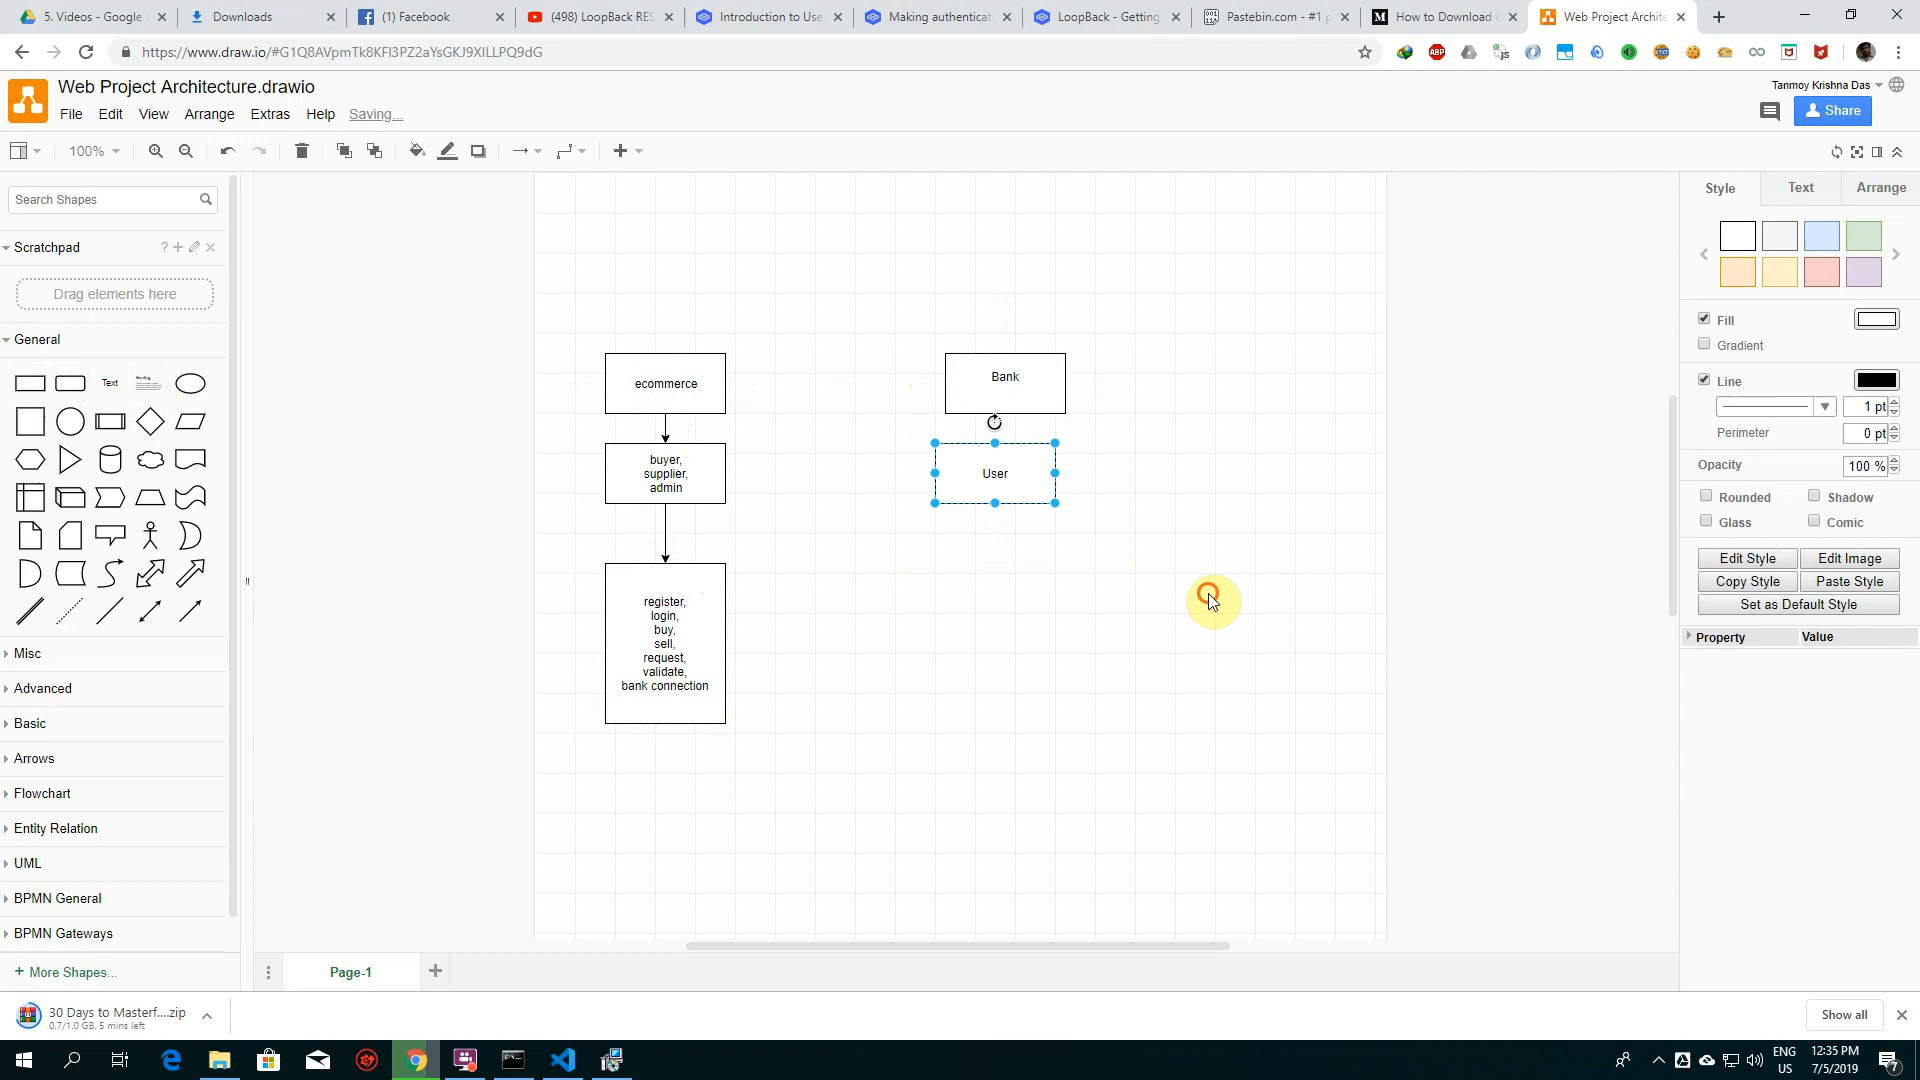 5. Videos - Google
Downloads
(1) Facebook
(498) LoopBack RES
Introduction to Use
Making authenticat
LoopBack - Getting
Pastebin.com - #1 p
How to Download
Web Project Archite
https://www.draw.io/#G1Q8AVpmTk8KFl3PZ2aYsGKJ9XILLPQ9dG
Web Project Architecture.drawio
Tanmoy Krishna Das
File Edit View Arrange Extras Help Saving...
Share
100%
Search Shapes
Style Text Arrange
Scratchpad
Drag elements here
General
Text
Heading
Misc
Advanced
Basic
Arrows
Flowchart
Entity Relation
UML
BPMN General
BPMN Gateways
+ More Shapes...
ecommerce
buyer,
supplier,
admin
register,
login,
buy,
sell,
request,
validate,
bank connection
Bank
User
Fill
Gradient
Line
1 pt
Perimeter
0 pt
Opacity
100 %
Rounded Shadow
Glass Comic
Edit Style Edit Image
Copy Style Paste Style
Set as Default Style
Property Value
Page-1
30 Days to Masterf....zip
0.7/1.0 GB, 5 mins left
Show all
ENG
US
12:35 PM
7/5/2019
7